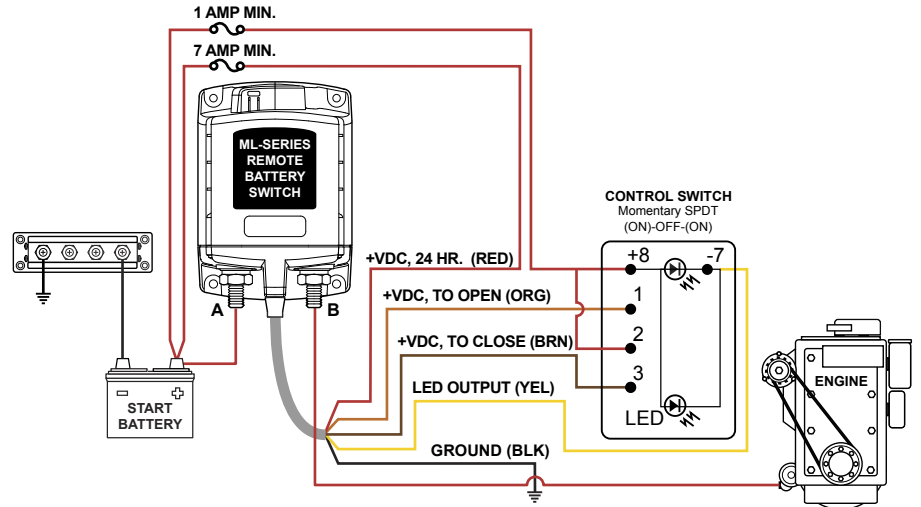 1 AMP MIN.
7 AMP MIN.
ML-SERIES
REMOTE
BATTERY
SWITCH
CONTROL SWITCH
Momentary SPDT
(ON)-OFF-(ON)
+8
-7
+VDC, 24 HR. (RED)
A
B
+VDC, TO OPEN (ORG)
1
2
+VDC, TO CLOSE (BRN)
3
LED OUTPUT (YEL)
LED
GROUND (BLK)
START
BATTERY
ENGINE